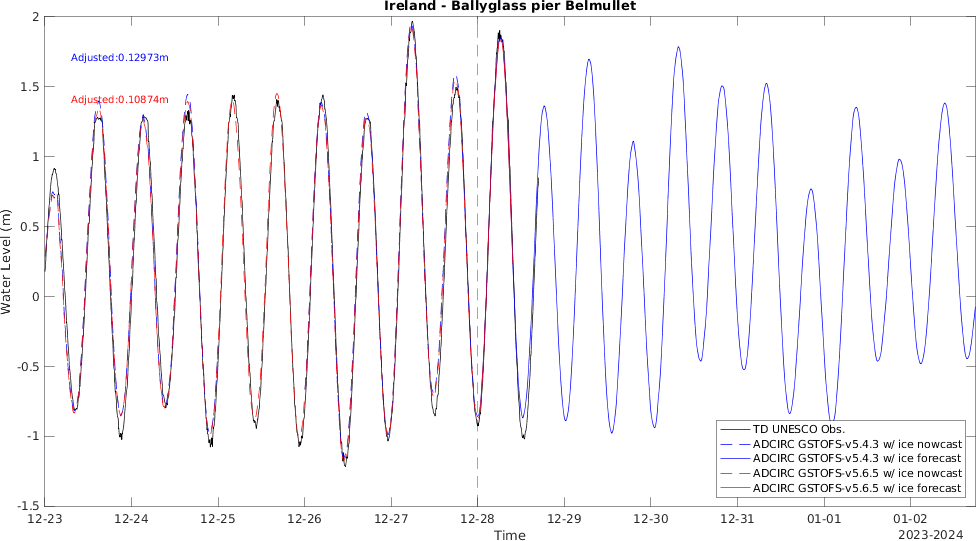 Ireland - Ballyglass pier Belmullet
Adjusted:0.12973m
Adjusted:0.10874m
Water Level (m)
2
1.5
1
0.5
0
-0.5
-1
-1.5
12-23 12-24 12-25 12-26 12-27 12-28 12-29 12-30 12-31 01-01 01-02
Time
2023-2024
TD UNESCO Obs.
ADCIRC GSTOFS-v5.4.3 w/ ice nowcast
ADCIRC GSTOFS-v5.4.3 w/ ice forecast
ADCIRC GSTOFS-v5.6.5 w/ ice nowcast
ADCIRC GSTOFS-v5.6.5 w/ ice forecast